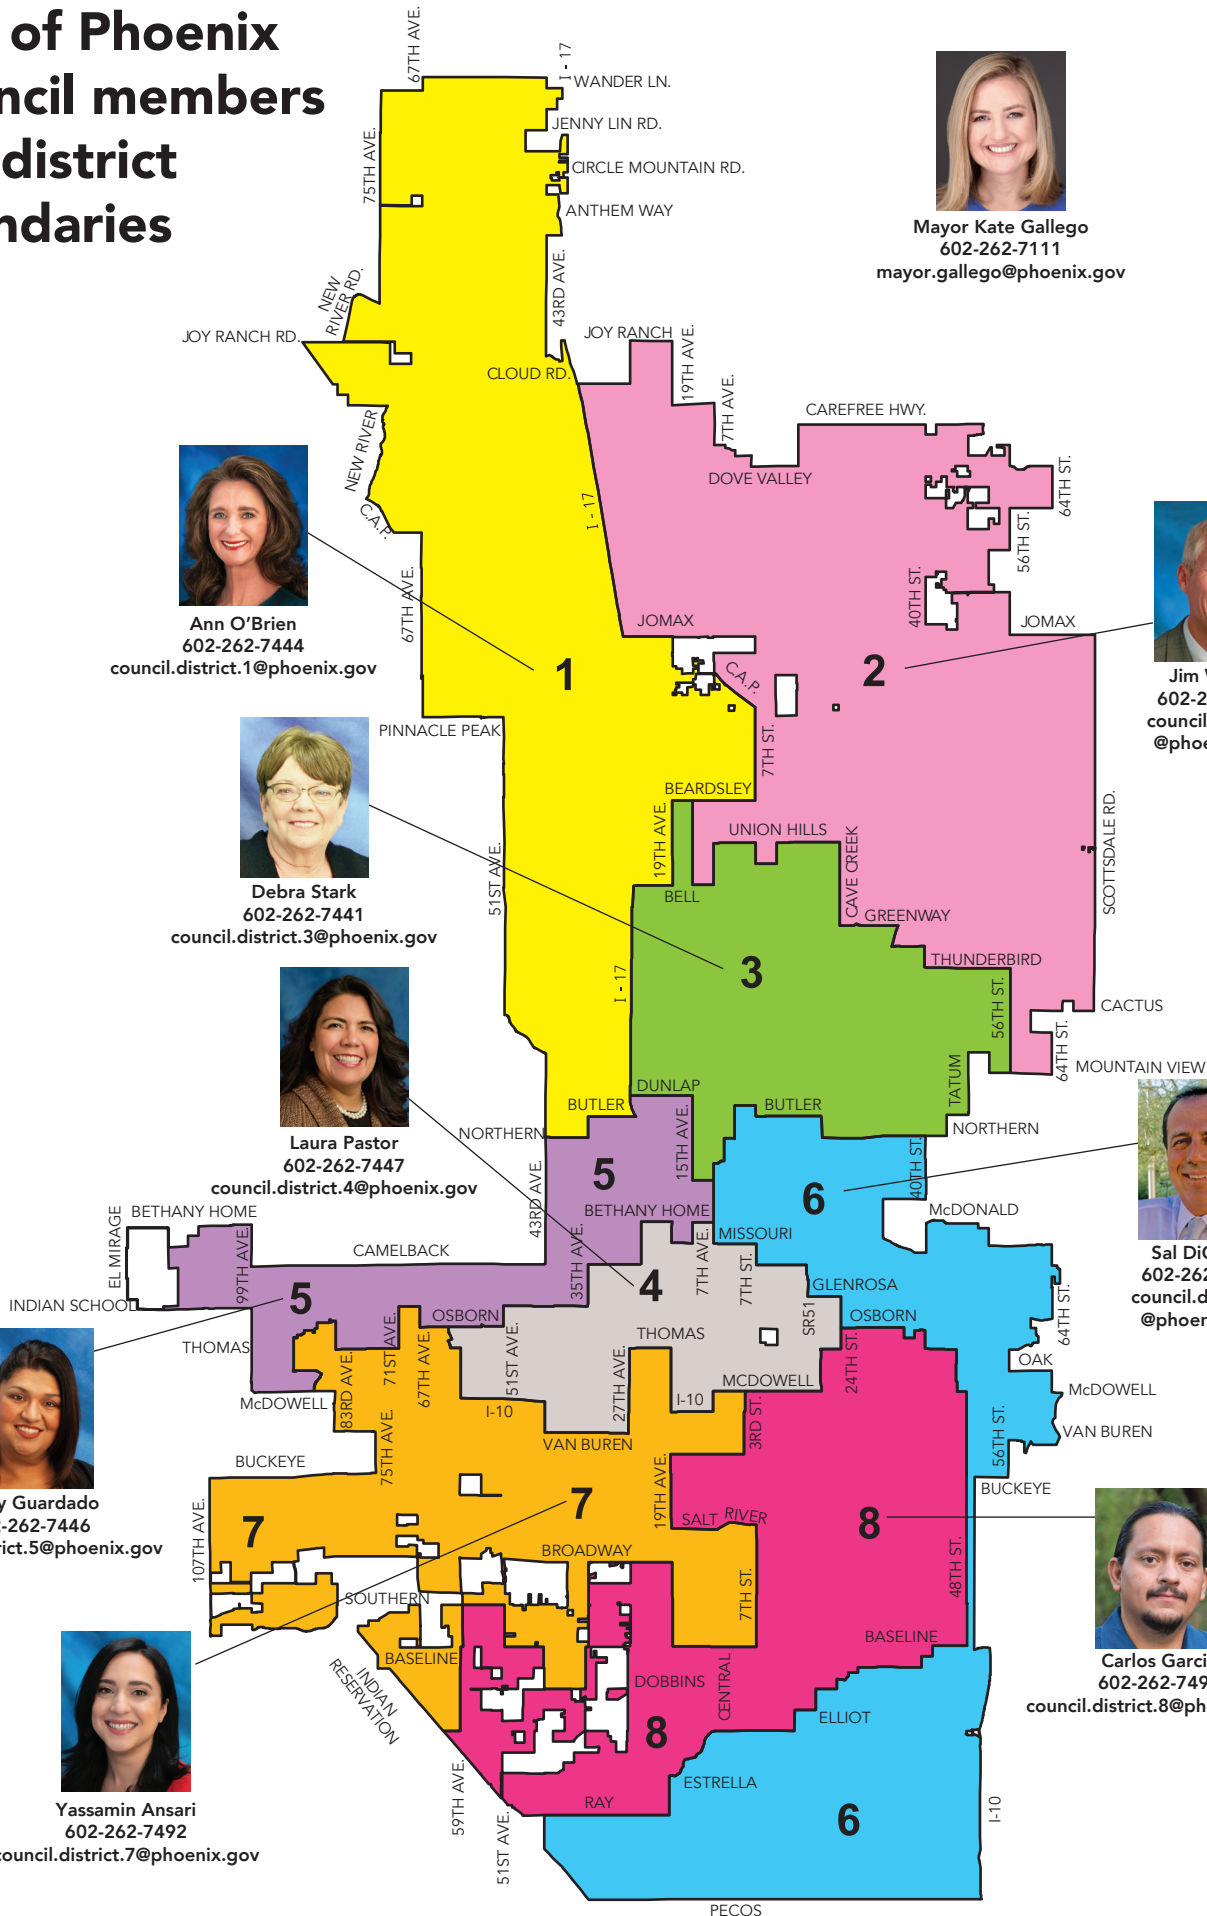 of Phoenix
ncil members
district
ndaries
Mayor Kate Gallego
602-262-7111
mayor.gallego@phoenix.gov
67TH AVE.
I - 17
WANDER LN.
JENNY LIN RD.
75TH AVE.
CIRCLE MOUNTAIN RD.
ANTHEM WAY
NEW
RIVER RD.
43RD AVE.
JOY RANCH RD.
JOY RANCH
19TH AVE.
CLOUD RD.
7TH AVE.
CAREFREE HWY.
NEW RIVER
C.A.P.
DOVE VALLEY
64TH ST.
I - 17
56TH ST.
40TH ST.
67TH AVE.
JOMAX
JOMAX
Ann O’Brien
602-262-7444
council.district.1@phoenix.gov
1
2
C.A.P.
Jim
602-2
council
@phoe
PINNACLE PEAK
7TH ST.
BEARDSLEY
SCOTTSDALE RD.
19TH AVE.
UNION HILLS
CAVE CREEK
51ST AVE.
BELL
GREENWAY
Debra Stark
602-262-7441
council.district.3@phoenix.gov
3
THUNDERBIRD
I - 17
56TH ST.
CACTUS
64TH ST.
MOUNTAIN VIEW
DUNLAP
TATUM
BUTLER
BUTLER
NORTHERN
NORTHERN
Laura Pastor
602-262-7447
council.district.4@phoenix.gov
15TH AVE.
40TH ST.
43RD AVE.
5
6
BETHANY HOME
BETHANY HOME
McDONALD
EL MIRAGE
99TH AVE.
CAMELBACK
35TH AVE.
7TH AVE.
MISSOURI
7TH ST.
Sal Di
602-262
council.d
@phoen
4
GLENROSA
INDIAN SCHOOL
5
OSBORN
SR51
OSBORN
64TH ST.
THOMAS
THOMAS
71ST AVE.
67TH AVE.
51ST AVE.
24TH ST.
OAK
83RD AVE.
27TH AVE.
McDOWELL
MCDOWELL
McDOWELL
I-10
I-10
3RD ST.
VAN BUREN
VAN BUREN
75TH AVE.
56TH ST.
BUCKEYE
BUCKEYE
y Guardado
-262-7446
rict.5@phoenix.gov
107TH AVE.
7
7
19TH AVE.
SALT RIVER
8
BROADWAY
48TH ST.
7TH ST.
SOUTHERN
BASELINE
BASELINE
INDIAN
RESERVATION
DOBBINS
CENTRAL
Carlos Garci
602-262-749
council.district.8@ph
8
ELLIOT
Yassamin Ansari
602-262-7492
council.district.7@phoenix.gov
59TH AVE.
51ST AVE.
ESTRELLA
RAY
6
I-10
PECOS